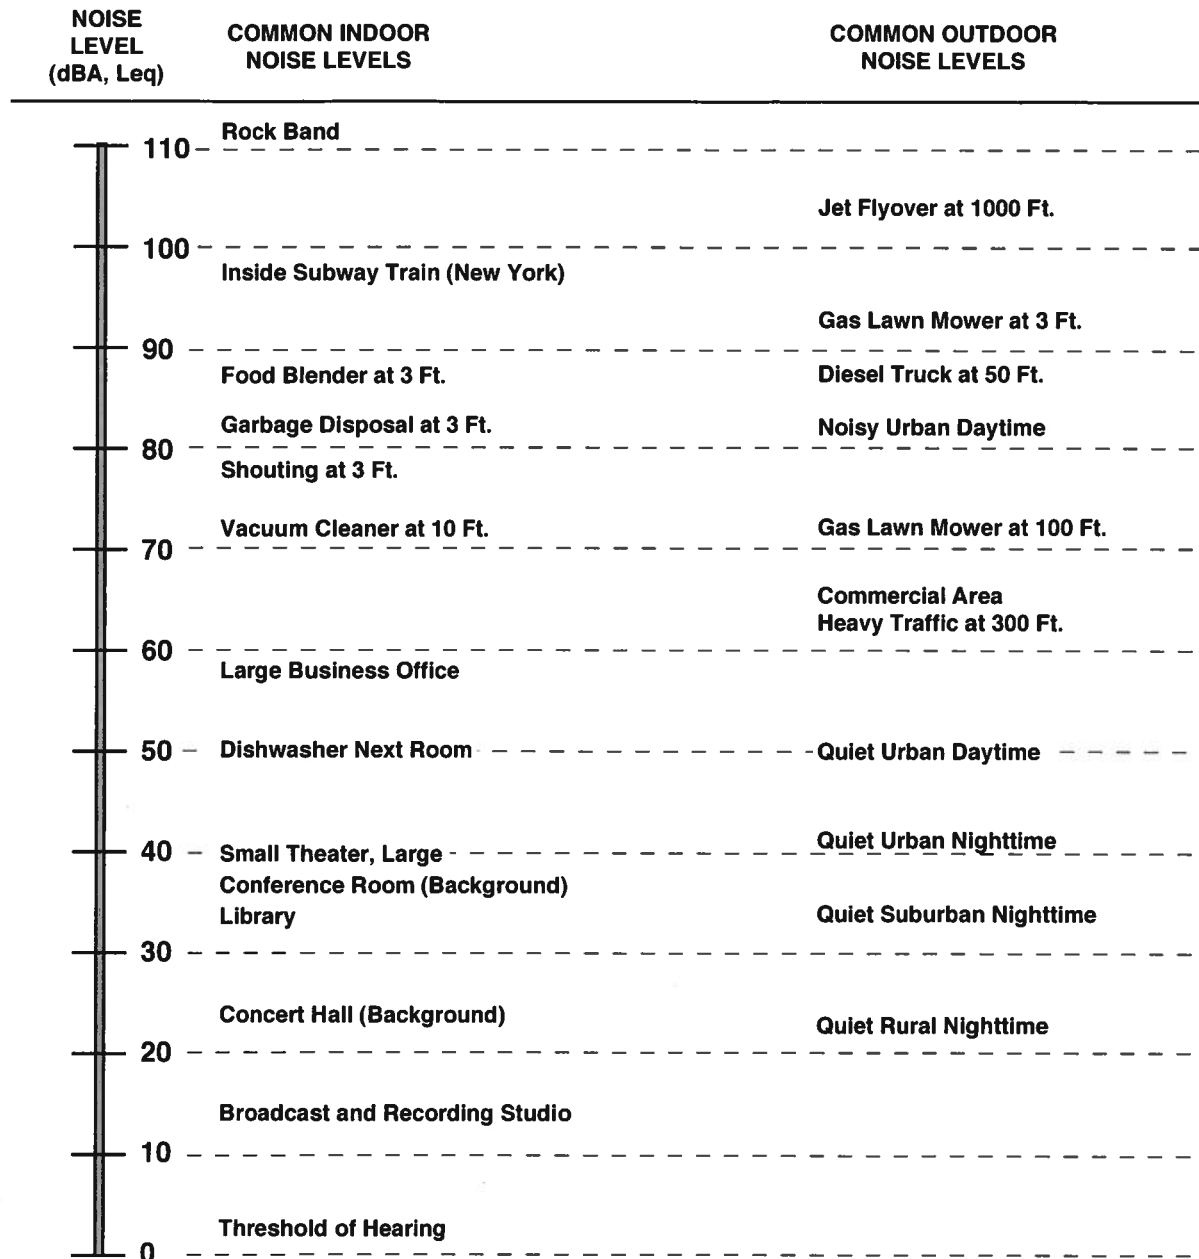 NOISE
LEVEL
(dBA, Leq)
COMMON INDOOR
NOISE LEVELS
COMMON OUTDOOR
NOISE LEVELS
Rock Band
110
Jet Flyover at 1000 Ft.
100
Inside Subway Train (New York)
Gas Lawn Mower at 3 Ft.
90
Food Blender at 3 Ft.
Diesel Truck at 50 Ft.
Garbage Disposal at 3 Ft.
Noisy Urban Daytime
80
Shouting at 3 Ft.
Vacuum Cleaner at 10 Ft.
Gas Lawn Mower at 100 Ft.
70
Commercial Area
Heavy Traffic at 300 Ft.
60
Large Business Office
50
Dishwasher Next Room
Quiet Urban Daytime
Quiet Urban Nighttime
40
Small Theater, Large
Conference Room (Background)
Library
Quiet Suburban Nighttime
30
Concert Hall (Background)
Quiet Rural Nighttime
20
Broadcast and Recording Studio
10
Threshold of Hearing
0